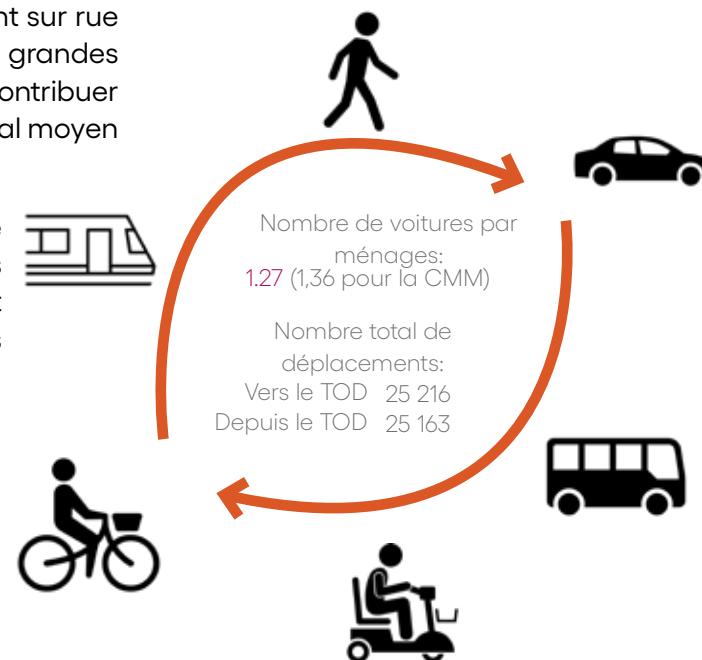 nt sur rue
grandes
ontribuer
al moyen
Nombre de voitures par
ménages:
1.27 (1,36 pour la CMM)
Nombre total de
déplacements:
Vers le TOD 25 216
Depuis le TOD 25 163